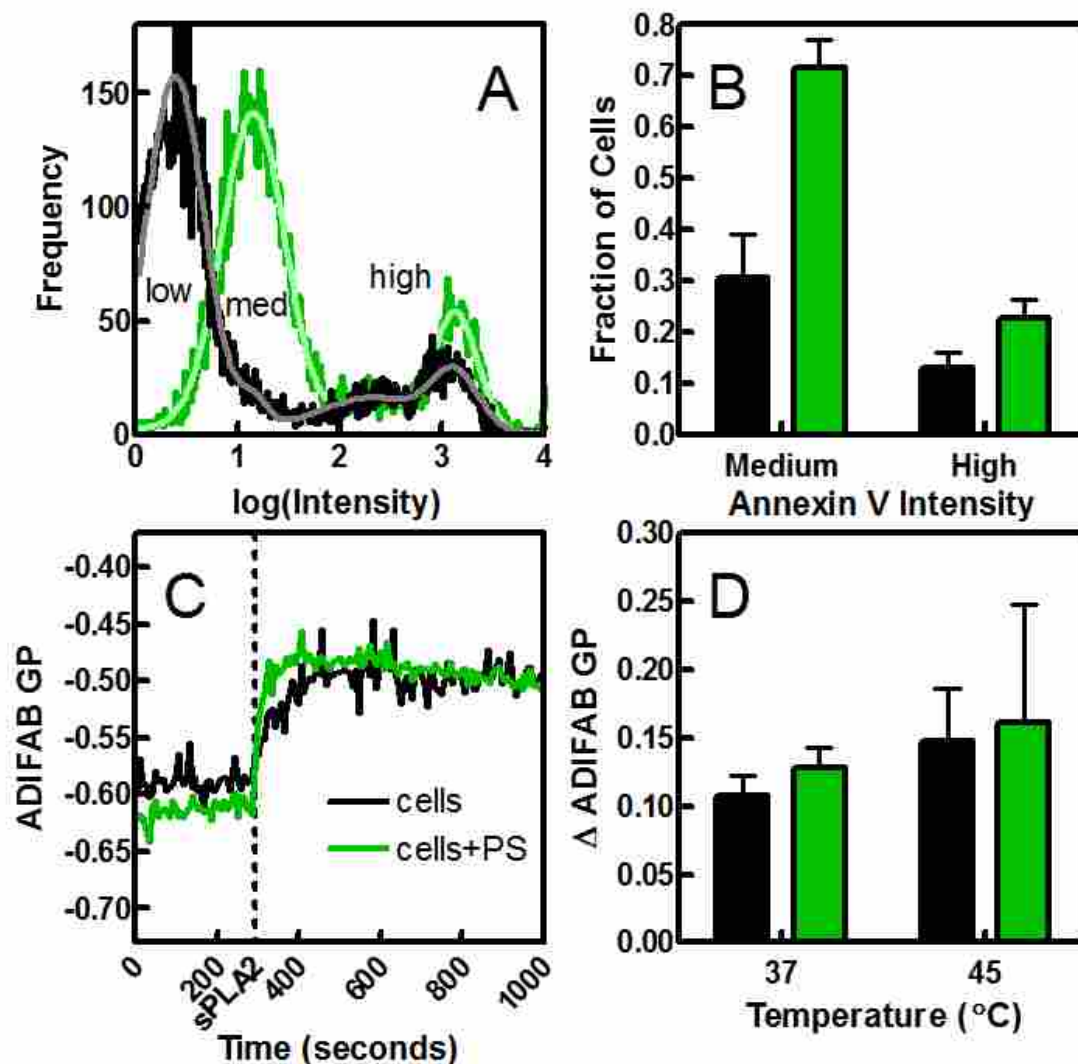 A
Frequency
150
100
50
0
low
med
high
0 1 2 3 4
log(Intensity)
B
Fraction of Cells
0.8
0.7
0.6
0.5
0.4
0.3
0.2
0.1
0.0
Medium High
Annexin V Intensity
C
ADIFAB GP
-0.40
-0.45
-0.50
-0.55
-0.60
-0.65
-0.70
cells
cells+PS
0 200 sPLA2 400 600 800 1000
Time (seconds)
D
Δ ADIFAB GP
0.30
0.25
0.20
0.15
0.10
0.05
0.00
37 45
Temperature (°C)